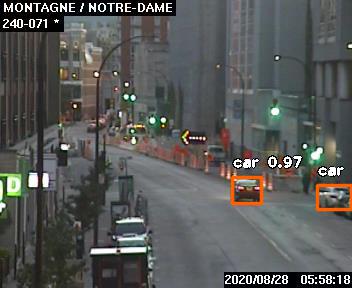 MONTAGNE / NOTRE-DAME
240-071 *
car 0.97
car
D
2020/08/28 05:58:18